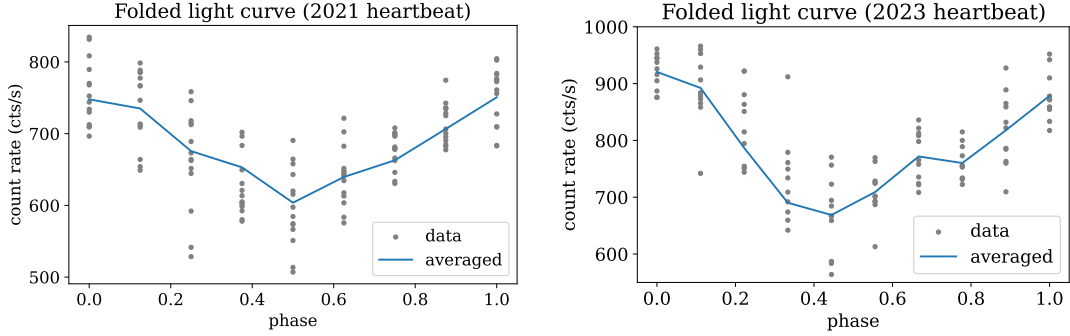 Folded light curve (2021 heartbeat)
count rate (cts/s)
800
700
600
500
data
averaged
0.0 0.2 0.4 0.6 0.8 1.0
phase
Folded light curve (2023 heartbeat)
count rate (cts/s)
1000
900
800
700
600
data
averaged
0.0 0.2 0.4 0.6 0.8 1.0
phase